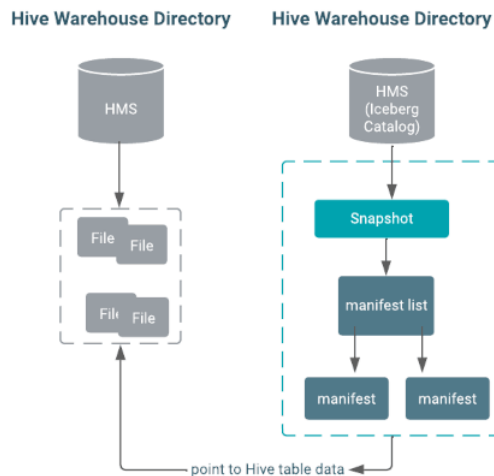 Hive Warehouse Directory
HMS
File
File
File
File
Hive Warehouse Directory
HMS
(Iceberg
Catalog)
Snapshot
manifest list
manifest
manifest
point to Hive table data